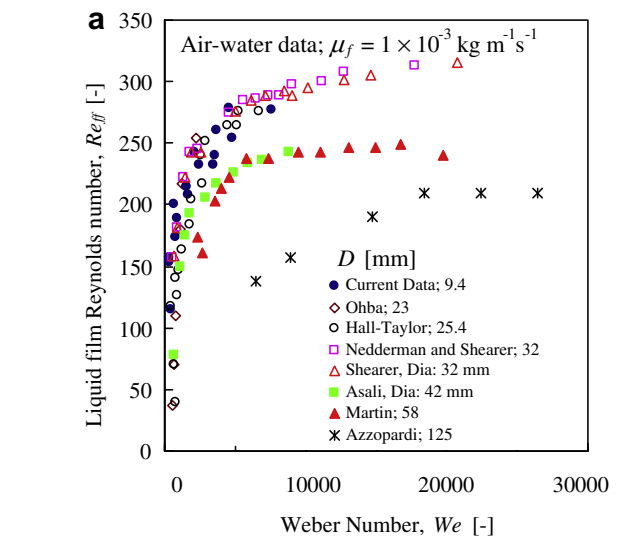 a
Air-water data; μf = 1 × 10⁻³ kg m⁻¹s⁻¹
350
300
250
200
150
100
50
0
Liquid film Reynolds number, Reff [-]
D [mm]
Current Data; 9.4
Ohba; 23
Hall-Taylor; 25.4
Nedderman and Shearer; 32
Shearer, Dia: 32 mm
Asali, Dia: 42 mm
Martin; 58
Azzopardi; 125
0 10000 20000 30000
Weber Number, We [-]